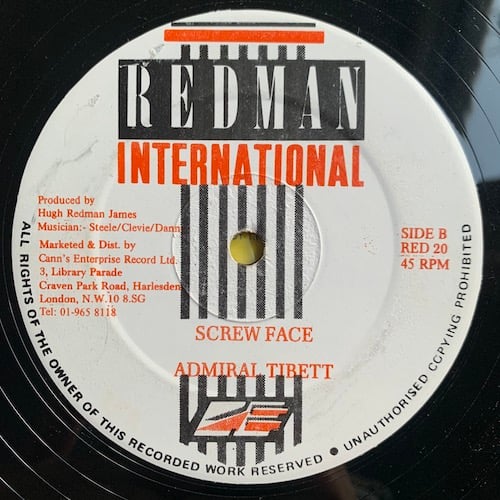 REDMAN
INTERNATIONAL
Produced by
Hugh Redman James
Musician:- Steele/Clevie/Danny
Marketed & Dist. by
Cann's Enterprise Record Ltd.
3, Library Parade
Craven Park Road, Harlesden
London, N.W.10 8.SG
Tel: 01-965 8118
SIDE B
RED 20
45 RPM
SCREW FACE
ADMIRAL TIBETT
ALL RIGHTS OF THE OWNER OF THIS RECORDED WORK RESERVED ● UNAUTHORISED COPYING PROHIBITED